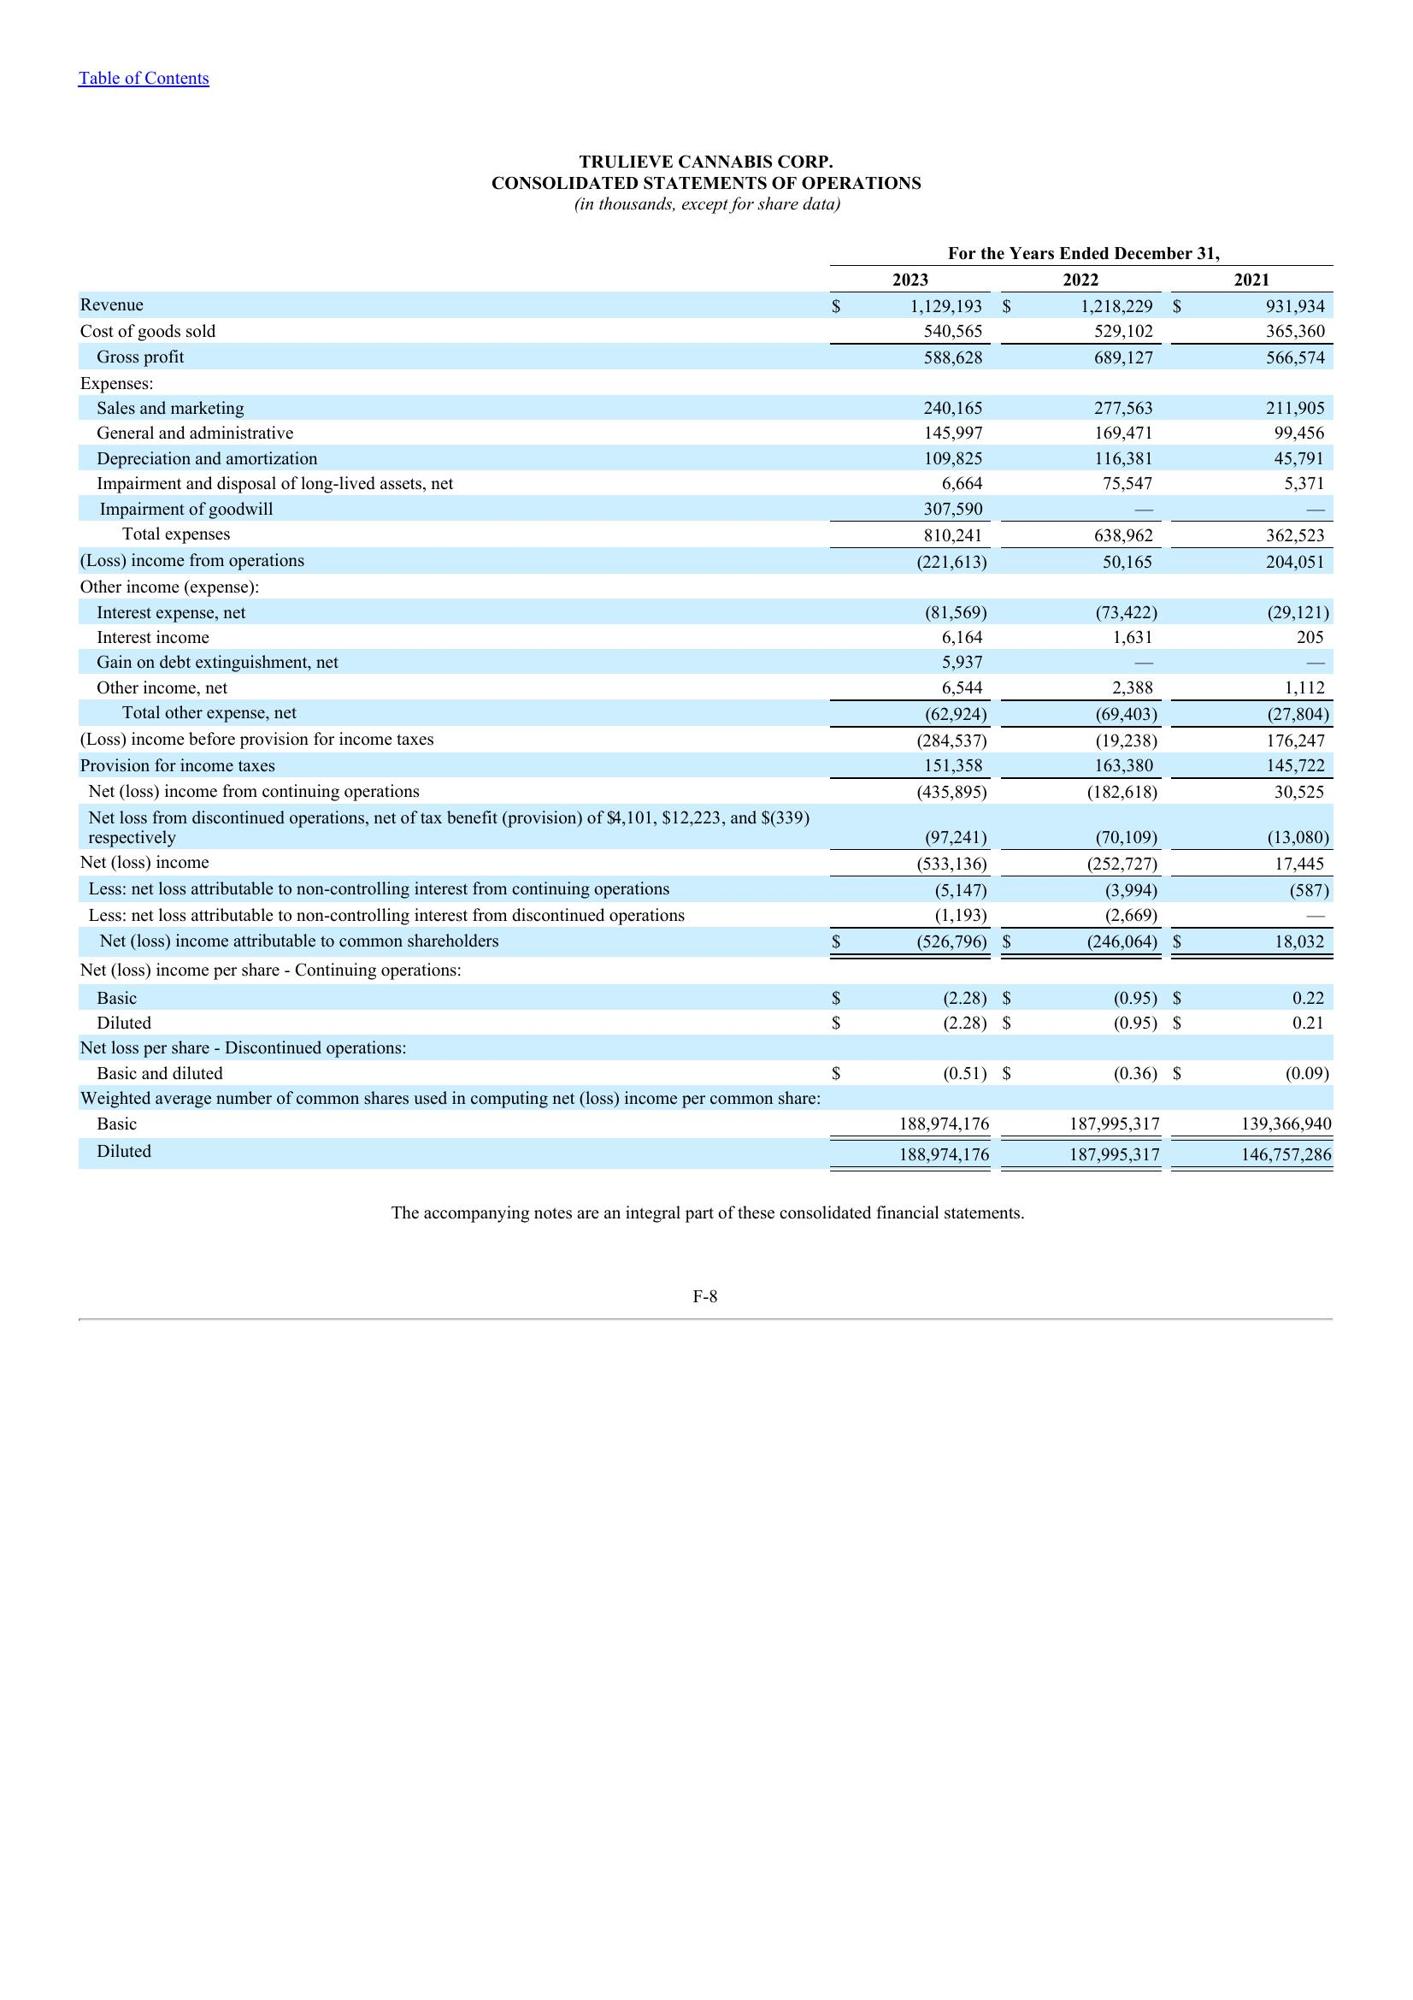 Table of Contents
TRULIEVE CANNABIS CORP.
CONSOLIDATED STATEMENTS OF OPERATIONS
(in thousands, except for share data)
For the Years Ended December 31,
2023 2022 2021
Revenue $ 1,129,193 $ 1,218,229 $ 931,934
Cost of goods sold 540,565 529,102 365,360
Gross profit 588,628 689,127 566,574
Expenses:
Sales and marketing 240,165 277,563 211,905
General and administrative 145,997 169,471 99,456
Depreciation and amortization 109,825 116,381 45,791
Impairment and disposal of long-lived assets, net 6,664 75,547 5,371
Impairment of goodwill 307,590 — —
Total expenses 810,241 638,962 362,523
(Loss) income from operations (221,613) 50,165 204,051
Other income (expense):
Interest expense, net (81,569) (73,422) (29,121)
Interest income 6,164 1,631 205
Gain on debt extinguishment, net 5,937 — —
Other income, net 6,544 2,388 1,112
Total other expense, net (62,924) (69,403) (27,804)
(Loss) income before provision for income taxes (284,537) (19,238) 176,247
Provision for income taxes 151,358 163,380 145,722
Net (loss) income from continuing operations (435,895) (182,618) 30,525
Net loss from discontinued operations, net of tax benefit (provision) of $4,101, $12,223, and $(339)
respectively (97,241) (70,109) (13,080)
Net (loss) income (533,136) (252,727) 17,445
Less: net loss attributable to non-controlling interest from continuing operations (5,147) (3,994) (587)
Less: net loss attributable to non-controlling interest from discontinued operations (1,193) (2,669) —
Net (loss) income attributable to common shareholders $ (526,796) $ (246,064) $ 18,032
Net (loss) income per share - Continuing operations:
Basic $ (2.28) $ (0.95) $ 0.22
Diluted $ (2.28) $ (0.95) $ 0.21
Net loss per share - Discontinued operations:
Basic and diluted $ (0.51) $ (0.36) $ (0.09)
Weighted average number of common shares used in computing net (loss) income per common share:
Basic 188,974,176 187,995,317 139,366,940
Diluted 188,974,176 187,995,317 146,757,286
The accompanying notes are an integral part of these consolidated financial statements.
F-8